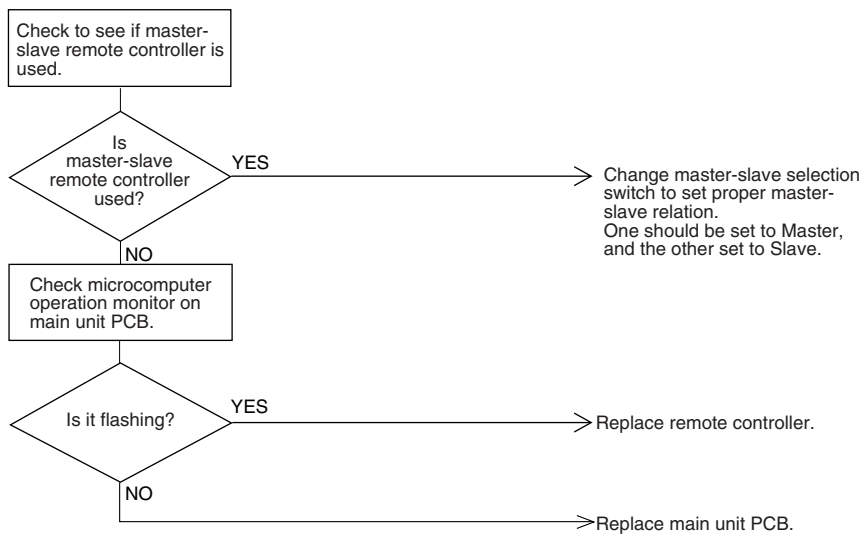 Check to see if master-
slave remote controller is
used.
Is
master-slave
remote controller
used?
YES
Change master-slave selection
switch to set proper master-
slave relation.
One should be set to Master,
and the other set to Slave.
NO
Check microcomputer
operation monitor on
main unit PCB.
Is it flashing?
YES
Replace remote controller.
NO
Replace main unit PCB.